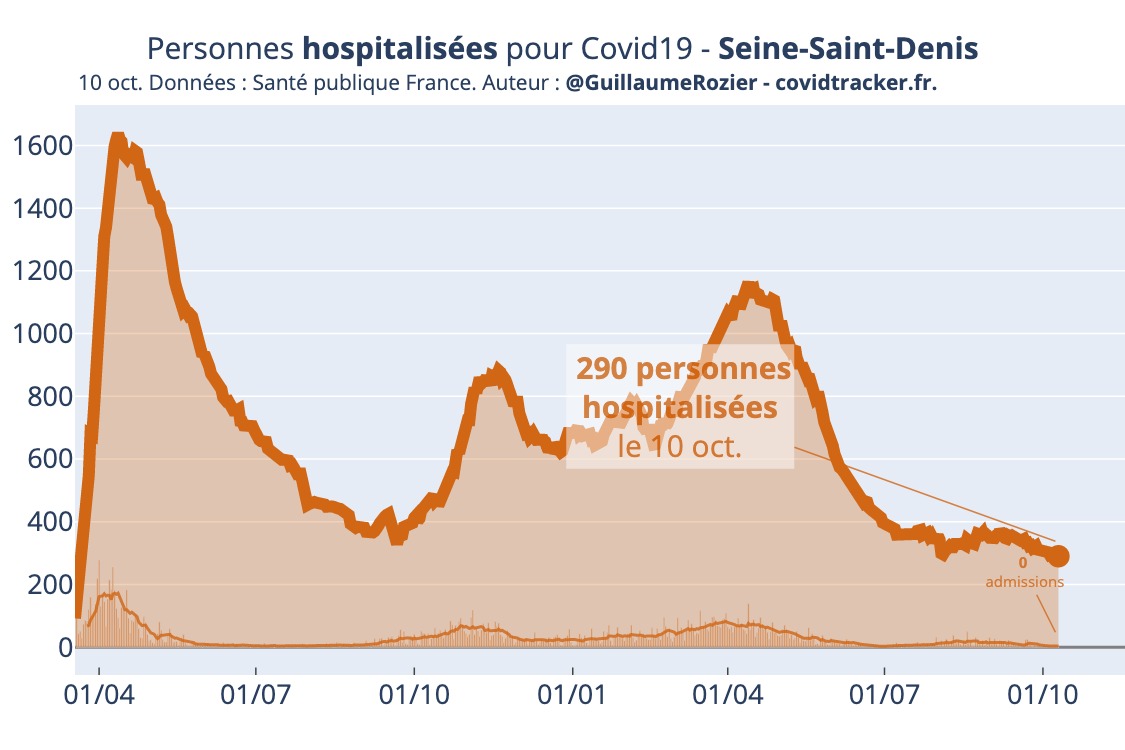 Personnes hospitalisées pour Covid19 - Seine-Saint-Denis
10 oct. Données : Santé publique France. Auteur : @GuillaumeRozier - covidtracker.fr.
1600
1400
1200
1000
800
600
400
200
0
290 personnes
hospitalisées
le 10 oct.
0
admissions
01/04
01/07
01/10
01/01
01/04
01/07
01/10